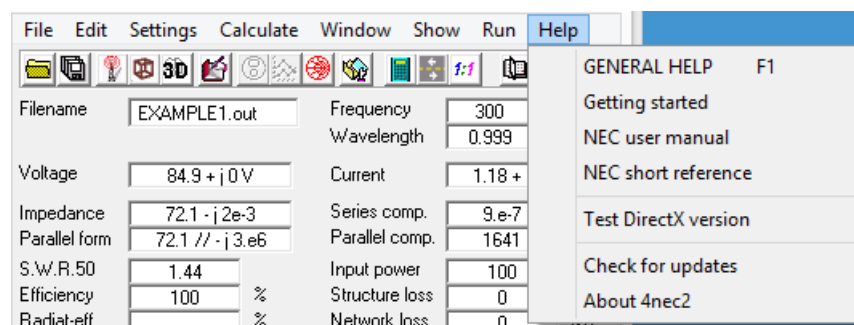 File Edit Settings Calculate Window Show Run Help
3D 1:1
GENERAL HELP F1
Getting started
NEC user manual
NEC short reference
Test DirectX version
Check for updates
About 4nec2
Filename EXAMPLE1.out Frequency 300
Wavelength 0.999
Voltage 84.9 + j 0 V Current 1.18 +
Impedance 72.1 - j 2e-3 Series comp. 9.e-7
Parallel form 72.1 // - j 3.e6 Parallel comp. 1641
S.W.R.50 1.44 Input power 100
Efficiency 100 % Structure loss 0
Radiat-eff % Network loss 0